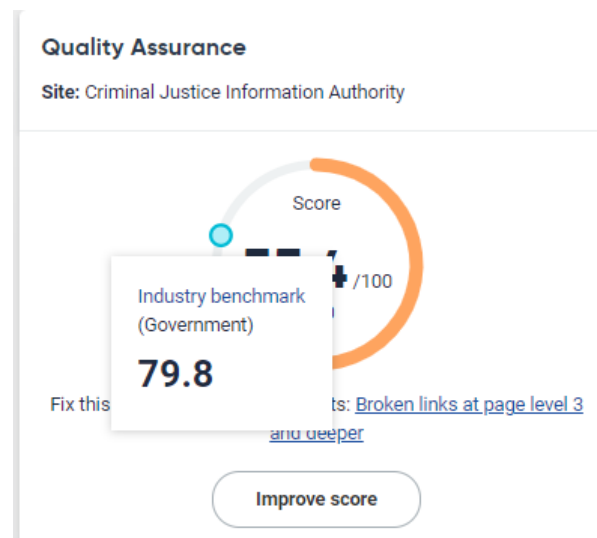 Quality Assurance
Site: Criminal Justice Information Authority
Score
/100
Industry benchmark
(Government)
79.8
Fix this ts: Broken links at page level 3
and deeper
Improve score